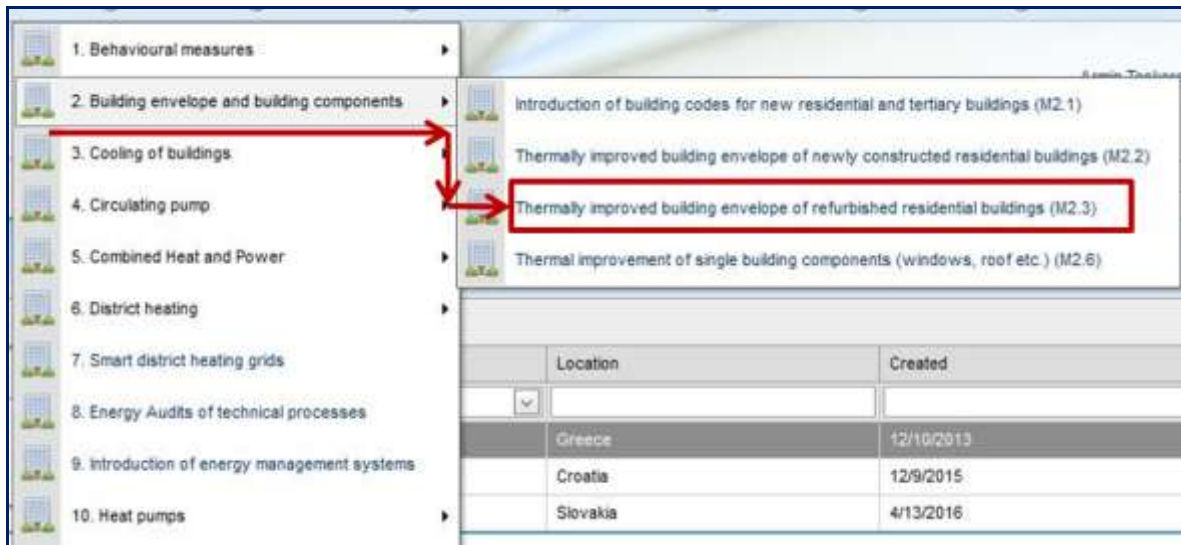 1. Behavioural measures
2. Building envelope and building components
3. Cooling of buildings
4. Circulating pump
5. Combined Heat and Power
6. District heating
7. Smart district heating grids
8. Energy Audits of technical processes
9. Introduction of energy management systems
10. Heat pumps
Introduction of building codes for new residential and tertiary buildings (M2.1)
Thermally improved building envelope of newly constructed residential buildings (M2.2)
Thermally improved building envelope of refurbished residential buildings (M2.3)
Thermal improvement of single building components (windows, roof etc.) (M2.6)
Location Created
Greece 12/10/2013
Croatia 12/9/2015
Slovakia 4/13/2016